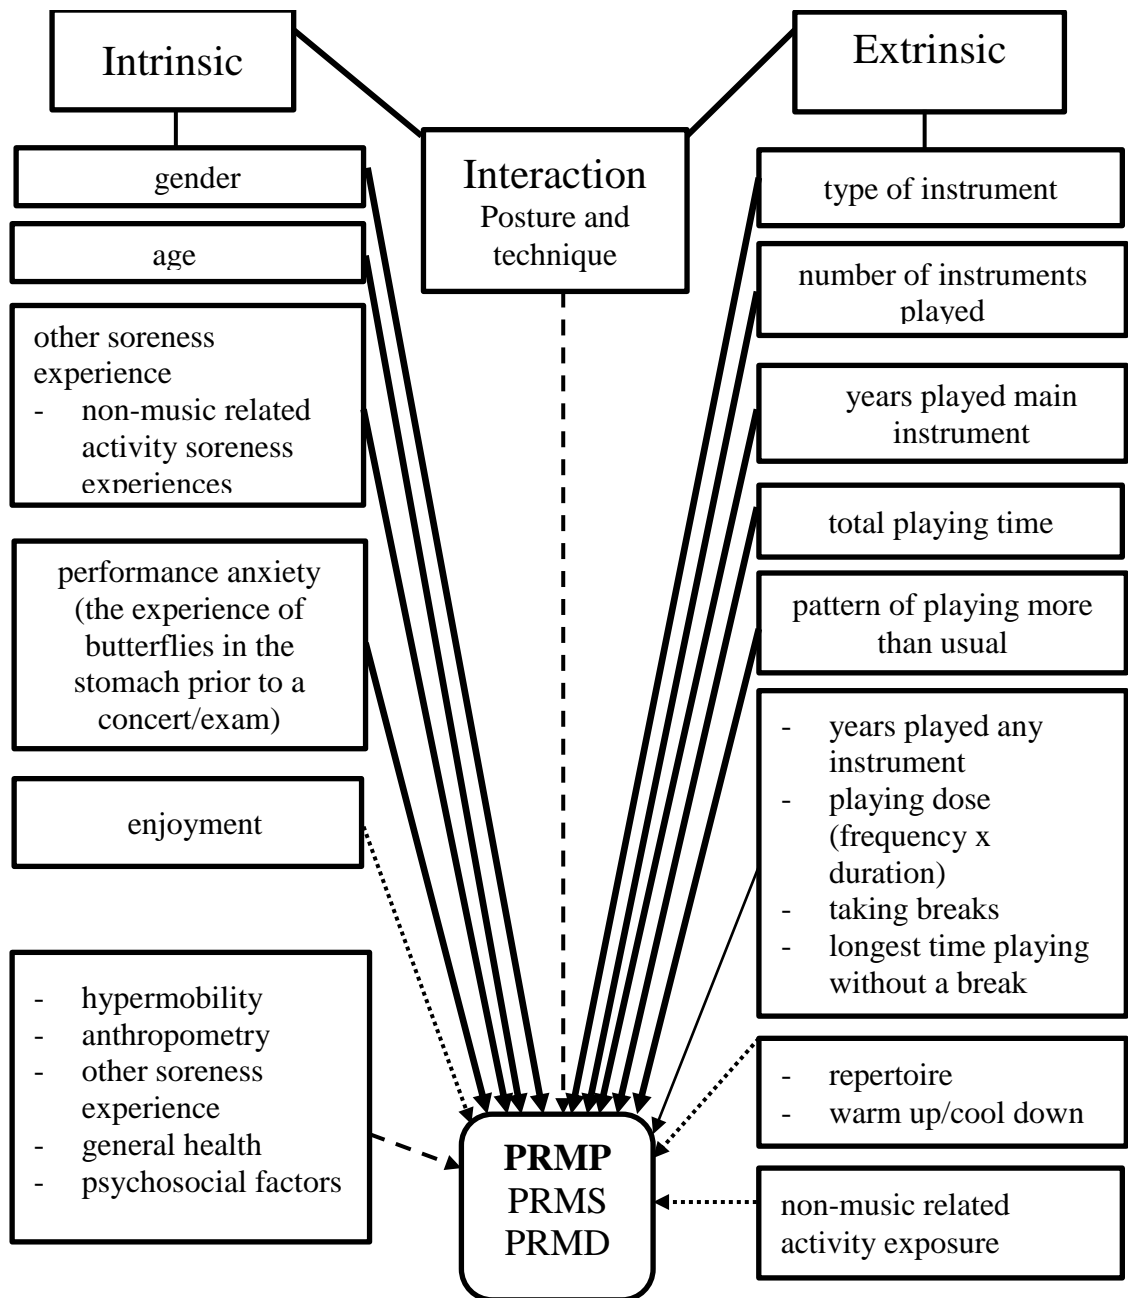 Intrinsic
gender
age
other soreness
experience
- non-music related
activity soreness
experiences
performance anxiety
(the experience of
butterflies in the
stomach prior to a
concert/exam)
enjoyment
- hypermobility
- anthropometry
- other soreness
experience
- general health
- psychosocial factors
Interaction
Posture and
technique
PRMP
PRMS
PRMD
Extrinsic
type of instrument
number of instruments
played
years played main
instrument
total playing time
pattern of playing more
than usual
- years played any
instrument
- playing dose
(frequency x
duration)
- taking breaks
- longest time playing
without a break
- repertoire
- warm up/cool down
non-music related
activity exposure